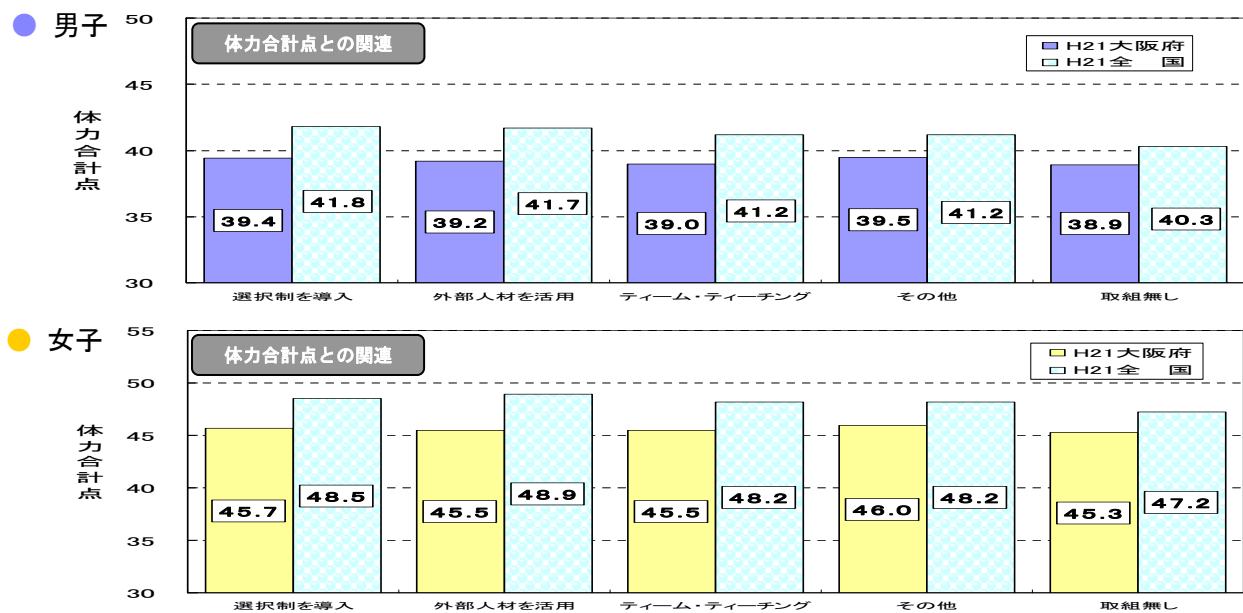 男子
体力合計点との関連
H21大阪府
H21全　国
体力合計点
50
45
40
35
30
39.4
41.8
39.2
41.7
39.0
41.2
39.5
41.2
38.9
40.3
選択制を導入
外部人材を活用
ティーム・ティーチング
その他
取組無し
女子
体力合計点との関連
H21大阪府
H21全　国
体力合計点
55
50
45
40
35
30
45.7
48.5
45.5
48.9
45.5
48.2
46.0
48.2
45.3
47.2
選択制を導入
外部人材を活用
ティーム・ティーチング
その他
取組無し